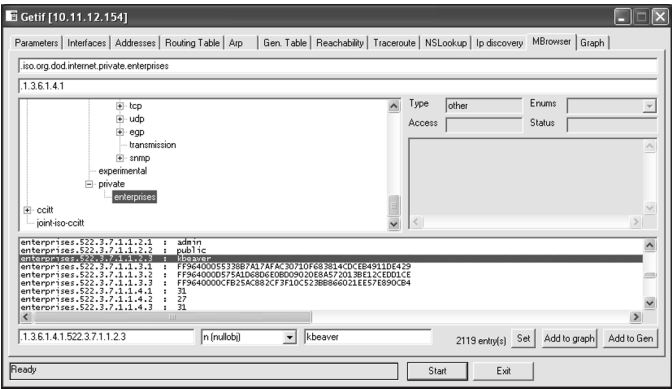 Getif [10.11.12.154]
Parameters Interfaces Addresses Routing Table Arp Gen. Table Reachability Traceroute NSLookup Ip discovery MBrowser Graph
.iso.org.dod.internet.private.enterprises
.1.3.6.1.4.1
tcp
udp
egp
transmission
snmp
experimental
private
enterprises
ccitt
joint-iso-ccitt
Type other Enums
Access Status
enterprises.522.3.7.1.1.2.1 : admin
enterprises.522.3.7.1.1.2.2 : public
enterprises.522.3.7.1.1.2.3 : kbeaver
enterprises.522.3.7.1.1.3.1 : FF96400055338B7A17AFAC30710F683814CDCEB4911DE429
enterprises.522.3.7.1.1.3.2 : FF964000D575A1D68D6E0BD09020E8A572013BE12CEDD1CE
enterprises.522.3.7.1.1.3.3 : FF964000CFB25AC882CF3F10C523BB866021EE57E890CB4
enterprises.522.3.7.1.1.4.1 : 31
enterprises.522.3.7.1.1.4.2 : 27
enterprises.522.3.7.1.1.4.3 : 31
.1.3.6.1.4.1.522.3.7.1.1.2.3 n (nullobj) kbeaver 2119 entry(s) Set Add to graph Add to Gen
Ready Start Exit